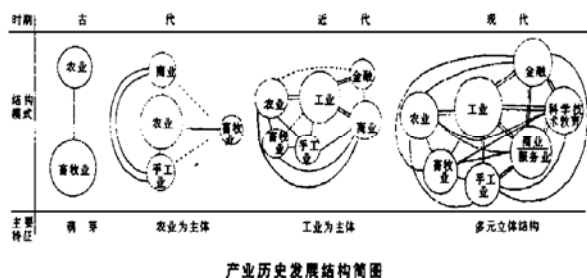 时期 古 代 近 代 现 代
结构模式
农业
畜牧业
商业
农业
手工业
畜牧业
金融
农业
工业
畜牧业
手工业
商业
金融
农业
工业
科学技术教育
商业
服务业
畜牧业
手工业
主要特征 萌 芽 农业为主体 工业为主体 多元立体结构
产业历史发展结构简图